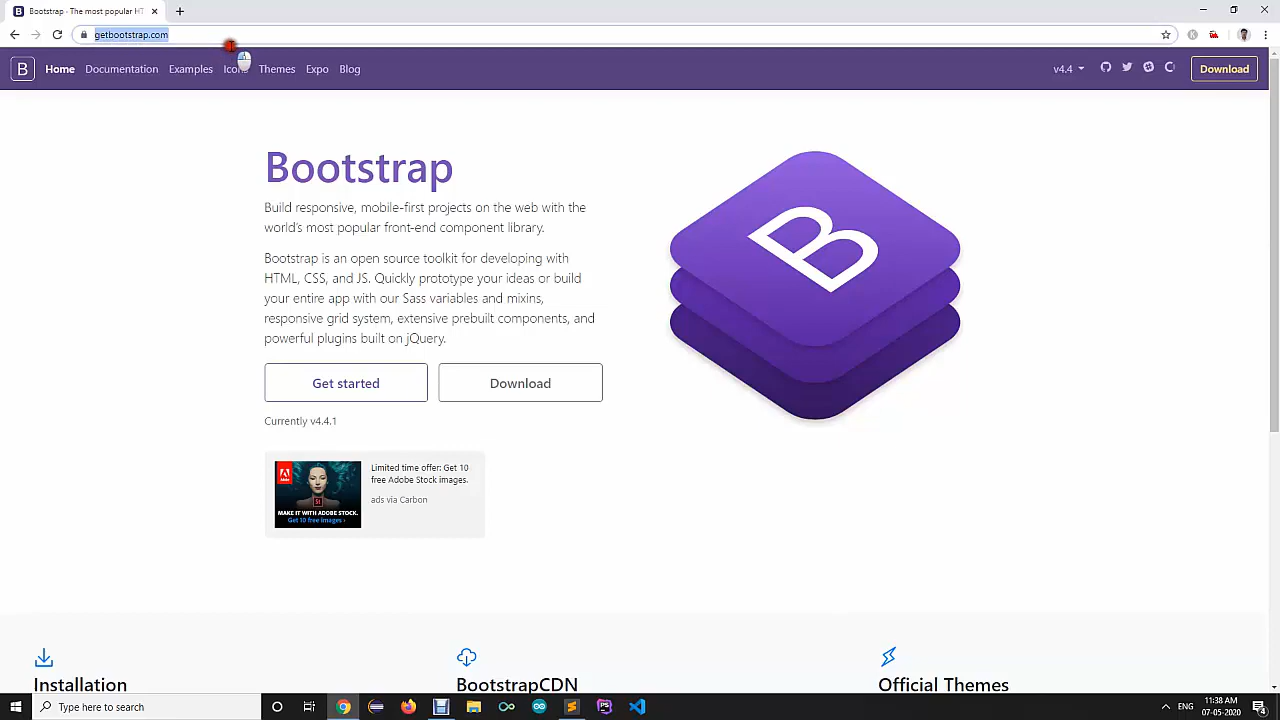 Bootstrap - The most popular HT
getbootstrap.com
B Home Documentation Examples Icons Themes Expo Blog v4.4 Download
Bootstrap
Build responsive, mobile-first projects on the web with the
world's most popular front-end component library.
Bootstrap is an open source toolkit for developing with
HTML, CSS, and JS. Quickly prototype your ideas or build
your entire app with our Sass variables and mixins,
responsive grid system, extensive prebuilt components, and
powerful plugins built on jQuery.
Get started Download
Currently v4.4.1
B
Limited time offer: Get 10
free Adobe Stock images.
ads via Carbon
Adobe
St
MAKE IT WITH ADOBE STOCK.
Get 10 free images ›
Installation BootstrapCDN Official Themes
Type here to search
PS
ENG
11:38 AM
07-05-2020
4